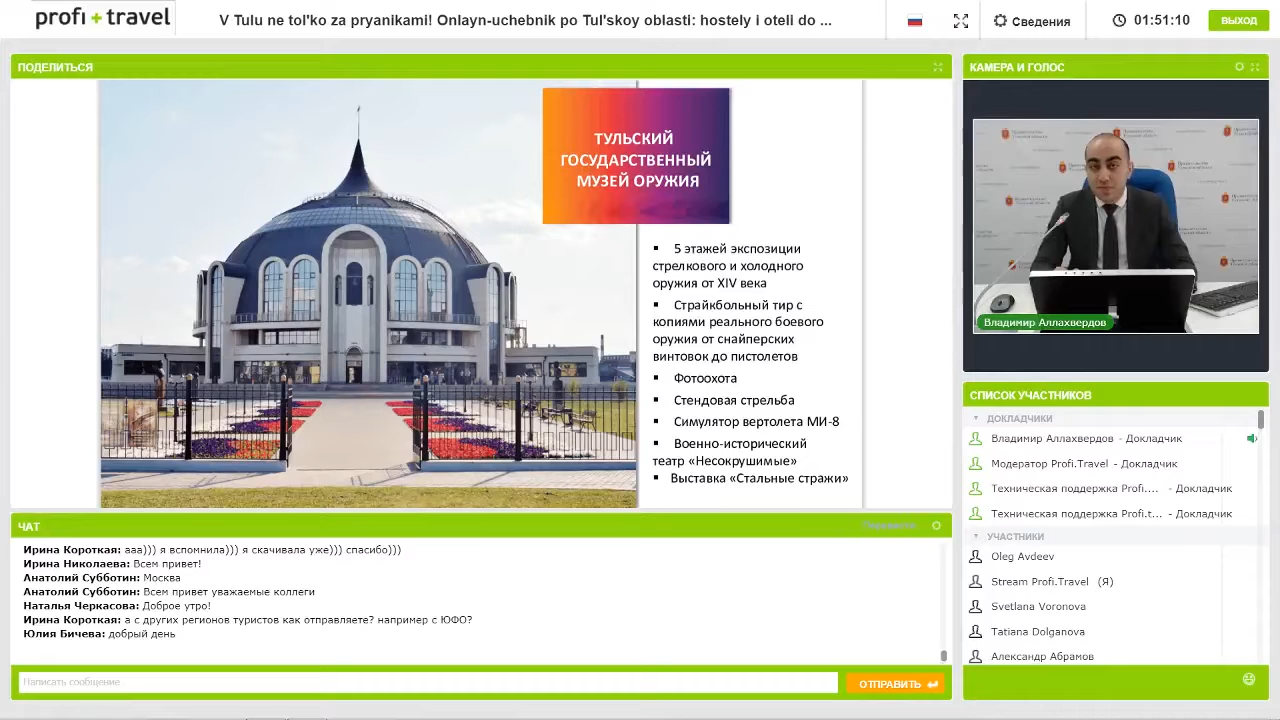 profi + travel
V Tulu ne tol'ko za pryanikami! Onlayn-uchebnik po Tul'skoy oblasti: hostely i oteli do ...
Сведения
01:51:10
ВЫХОД
ПОДЕЛИТЬСЯ
ТУЛЬСКИЙ
ГОСУДАРСТВЕННЫЙ
МУЗЕЙ ОРУЖИЯ
▪ 5 этажей экспозиции
стрелкового и холодного
оружия от XIV века
▪ Страйкбольный тир с
копиями реального боевого
оружия от снайперских
винтовок до пистолетов
▪ Фотоохота
▪ Стендовая стрельба
▪ Симулятор вертолета МИ-8
▪ Военно-исторический
театр «Несокрушимые»
▪ Выставка «Стальные стражи»
ЧАТ
Ирина Короткая: ааа))) я вспомнила))) я скачивала уже))) спасибо)))
Ирина Николаева: Всем привет!
Анатолий Субботин: Москва
Анатолий Субботин: Всем привет уважаемые коллеги
Наталья Черкасова: Доброе утро!
Ирина Короткая: а с других регионов туристов как отправляете? например с ЮФО?
Юлия Бичева: добрый день
Написать сообщение
ОТПРАВИТЬ
КАМЕРА И ГОЛОС
Владимир Аллахвердов
СПИСОК УЧАСТНИКОВ
ДОКЛАДЧИКИ
Владимир Аллахвердов - Докладчик
Модератор Profi.Travel - Докладчик
Техническая поддержка Profi.... - Докладчик
Техническая поддержка Profi.t... - Докладчик
УЧАСТНИКИ
Oleg Avdeev
Stream Profi.Travel (Я)
Svetlana Voronova
Tatiana Dolganova
Александр Абрамов